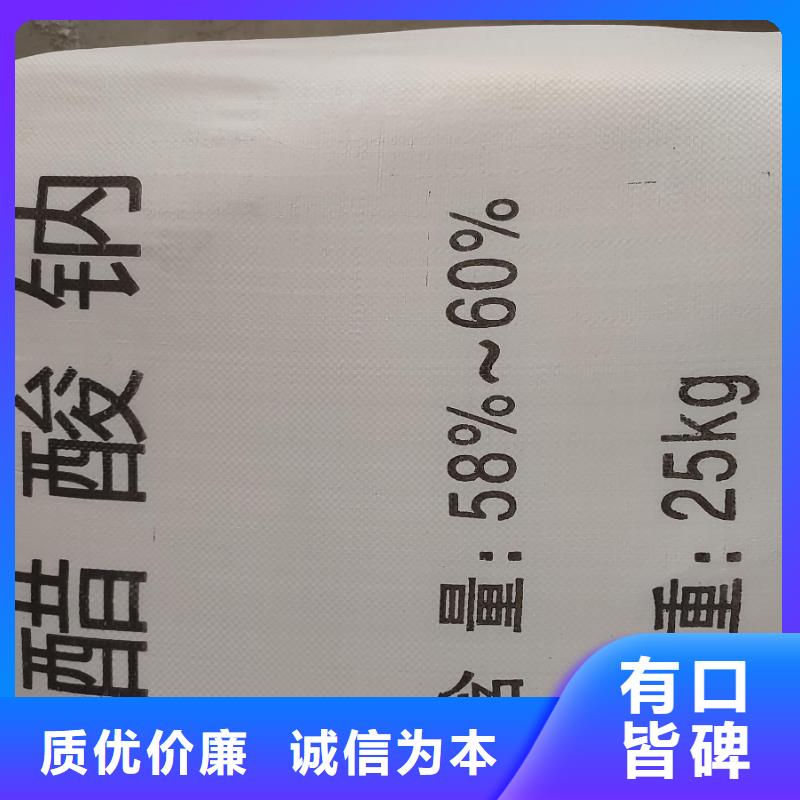 醋酸钠
含量:58%~60%
重:25kg
质优价廉 诚信为本
有口
皆碑